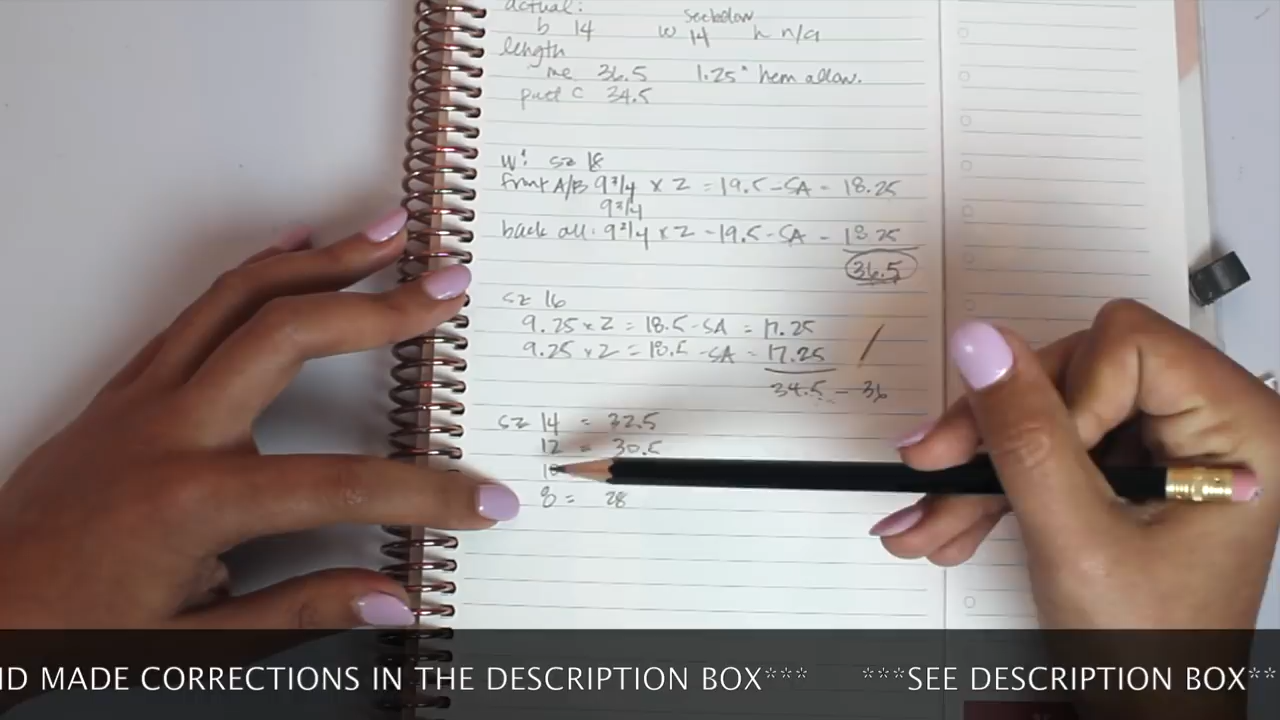 actual:
see below
b 14 w 14 h n/a
length
me 36.5 1.25" hem allow.
34.5
W: sz 18
front A/B 9 3/4 x 2 = 19.5 - SA = 18.25
9 3/4
back all: 9 3/4 x 2 = 19.5 - SA = 18.25
36.5
sz 16
9.25 x 2 = 18.5 - SA = 17.25
9.25 x 2 = 18.5 - SA = 17.25
34.5 - 36
sz 14 = 32.5
12 = 30.5
10
8 = 28
MADE CORRECTIONS IN THE DESCRIPTION BOX*** ***SEE DESCRIPTION BOX**